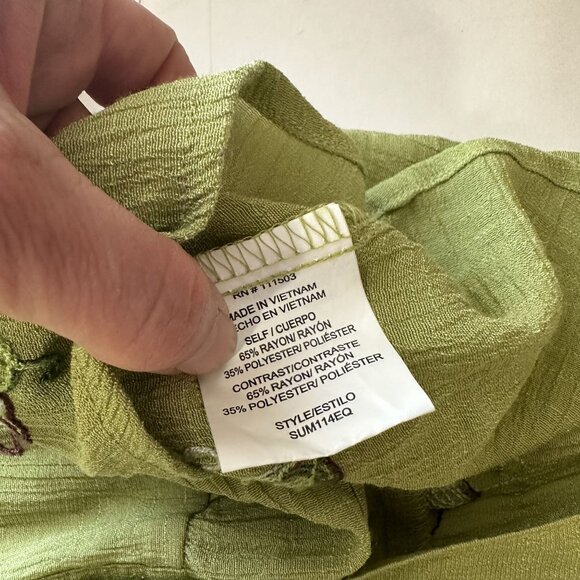 RN # 111503
MADE IN VIETNAM
HECHO EN VIETNAM
SELF / CUERPO
65% RAYON/ RAYÓN
35% POLYESTER/ POLIÉSTER
CONTRAST/CONTRASTE
65% RAYON/ RAYÓN
35% POLYESTER/ POLIÉSTER
STYLE/ESTILO
SUM114EQ